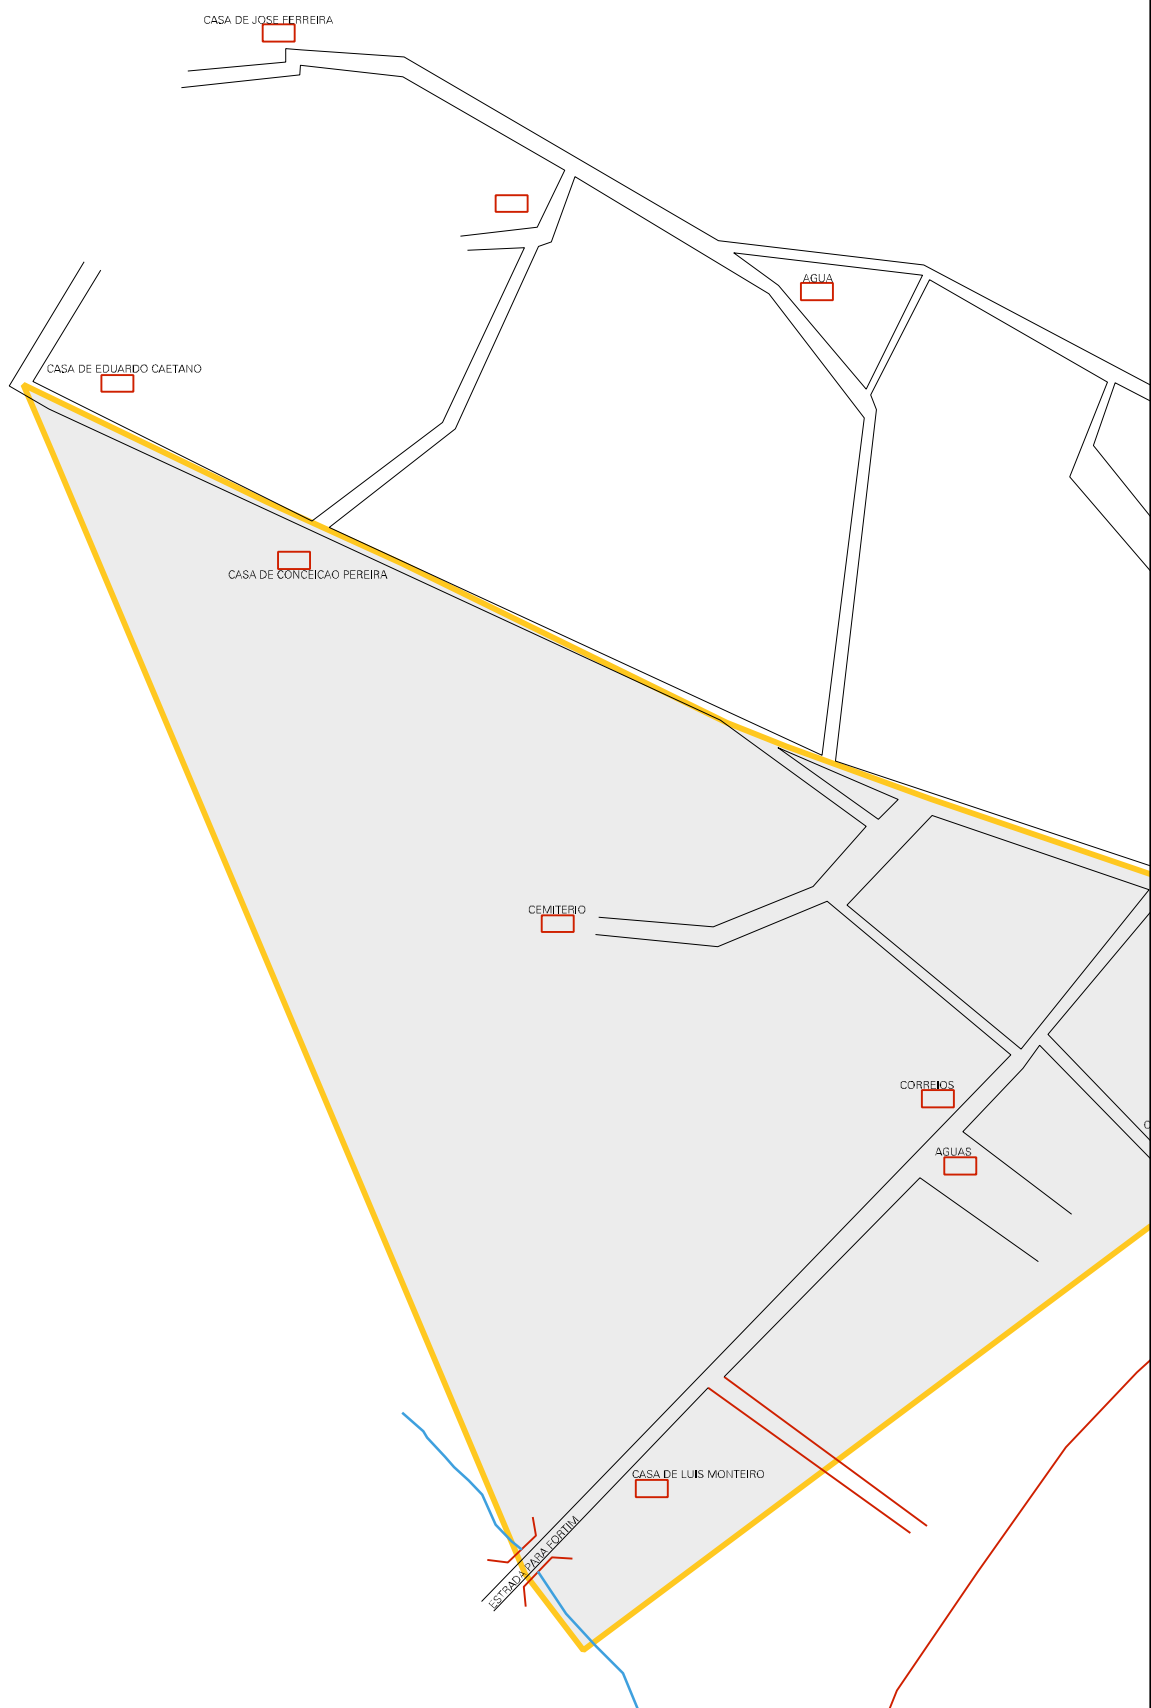 CASA DE JOSE FERREIRA
AGUA
CASA DE EDUARDO CAETANO
CASA DE CONCEICAO PEREIRA
CEMITERIO
CORREIOS
AGUAS
CASA DE LUIS MONTEIRO
ESTRADA PARA FORTIM